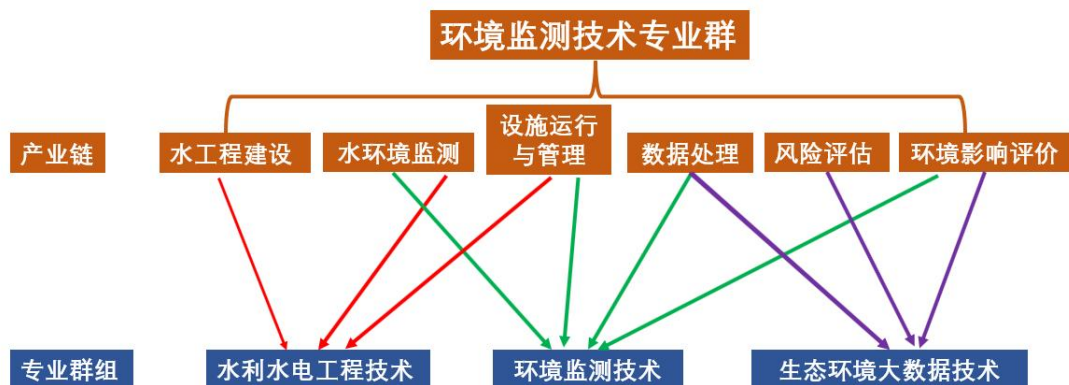 环境监测技术专业群
产业链
水工程建设
水环境监测
设施运行
与管理
数据处理
风险评估
环境影响评价
专业群组
水利水电工程技术
环境监测技术
生态环境大数据技术